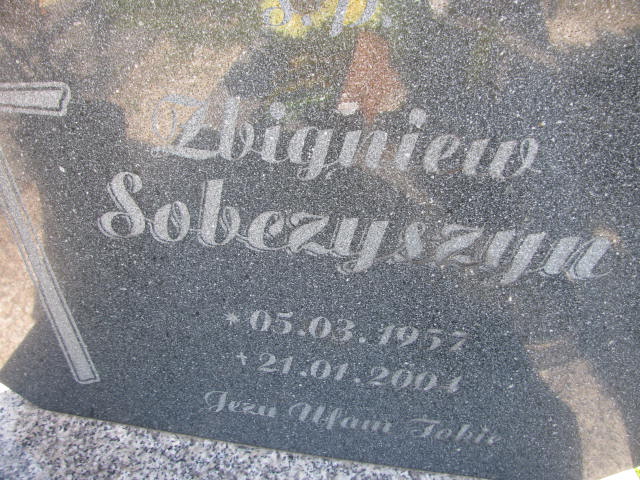 Ś.P.
Zbigniew
Sobczyszyn
* 05.03.1957
† 21.01.2004
Jezu Ufam Tobie